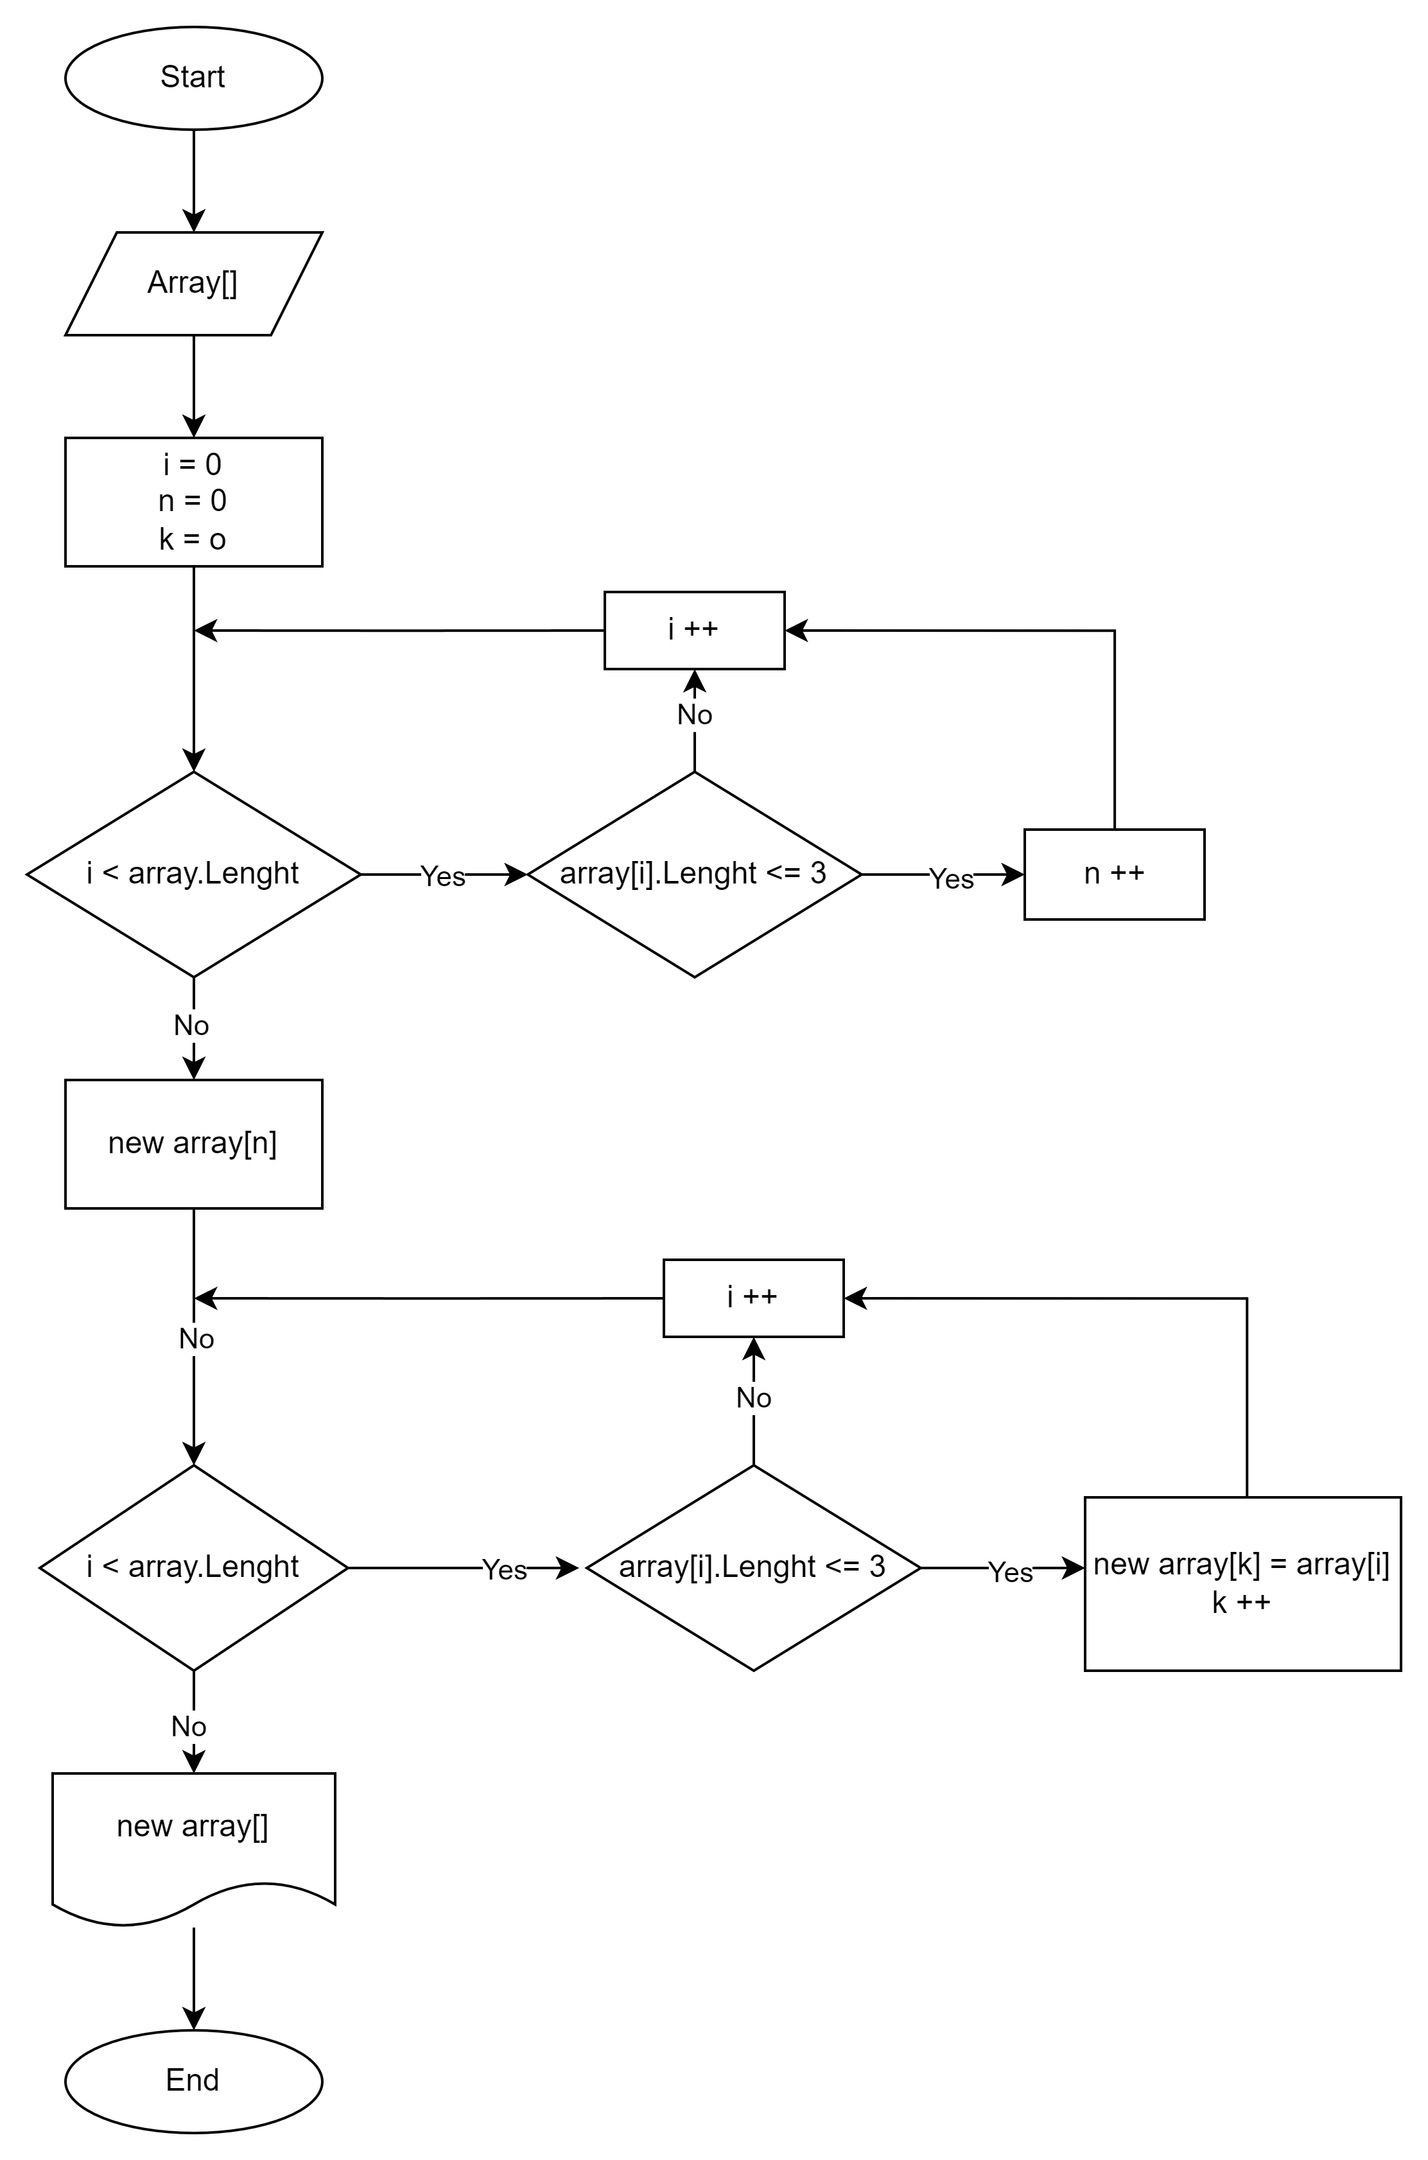 Start
Array[]
i = 0
n = 0
k = o
i ++
No
i < array.Lenght
Yes
array[i].Lenght <= 3
Yes
n ++
No
new array[n]
i ++
No
No
i < array.Lenght
Yes
array[i].Lenght <= 3
Yes
new array[k] = array[i]
k ++
No
new array[]
End